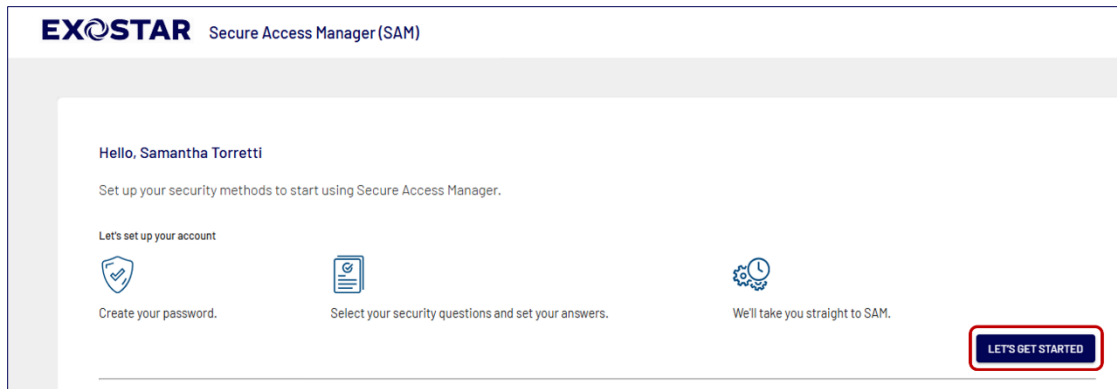 EXOSTAR Secure Access Manager (SAM)
Hello, Samantha Torretti
Set up your security methods to start using Secure Access Manager.
Let's set up your account
Create your password.
Select your security questions and set your answers.
We'll take you straight to SAM.
LET'S GET STARTED